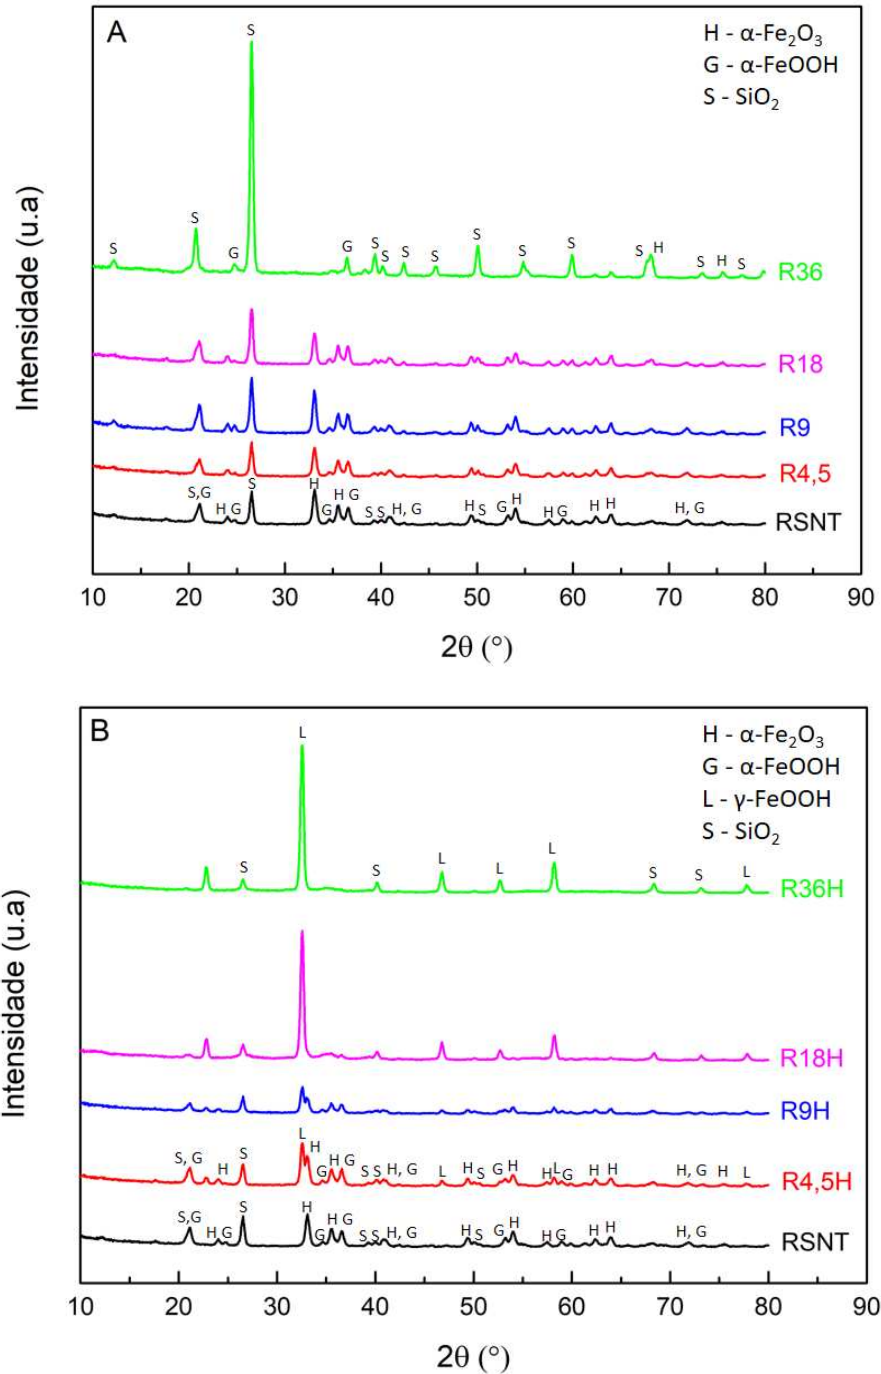 A
H - α-Fe2O3
G - α-FeOOH
S - SiO2
Intensidade (u.a)
S
S S G G S S S S S S S S H S H S
R36
R18
R9
R4,5
S,G H G S H G H G S S H, G H S G H H G H H H, G
RSNT
10 20 30 40 50 60 70 80 90
2θ (°)
B
H - α-Fe2O3
G - α-FeOOH
L - γ-FeOOH
S - SiO2
Intensidade (u.a)
L
S S L L L S S L
R36H
R18H
R9H
S, G H S L H G H G S S H, G L H S G H H L G H H H, G H L
R4,5H
S,G H G S H G H G S S H, G H S G H H G H H H, G
RSNT
10 20 30 40 50 60 70 80 90
2θ (°)